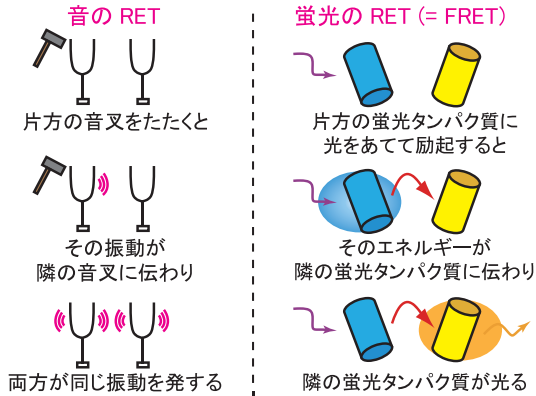 音の RET
片方の音叉をたたくと
その振動が
隣の音叉に伝わり
両方が同じ振動を発する
蛍光の RET (= FRET)
片方の蛍光タンパク質に
光をあてて励起すると
そのエネルギーが
隣の蛍光タンパク質に伝わり
隣の蛍光タンパク質が光る